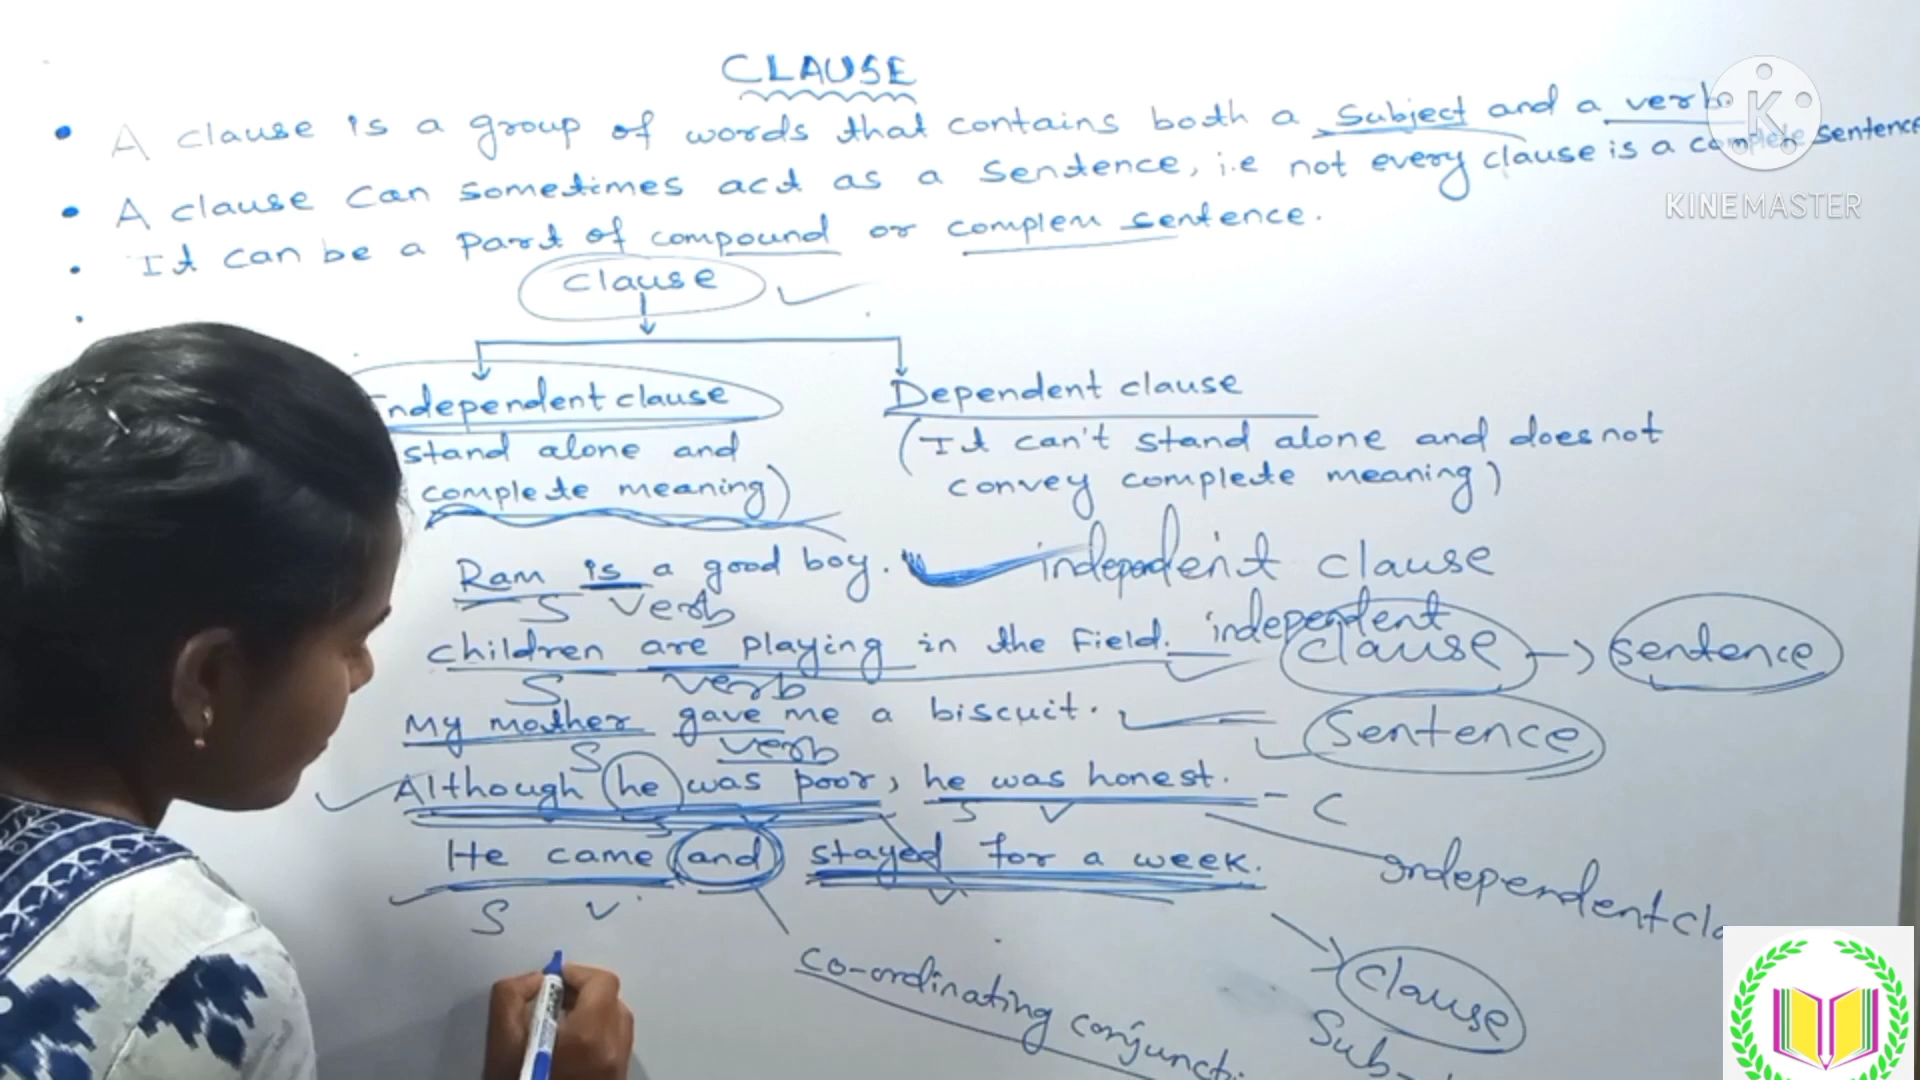 CLAUSE
• A clause is a group of words that contains both a subject and a verb
• A clause can sometimes act as a sentence, i.e not every clause is a complete sentence
• It can be a part of compound or complem sentence.
KINEMASTER
clause
Independent clause Dependent clause
stand alone and (It can't stand alone and does not
complete meaning) convey complete meaning)
Ram is a good boy. independent clause
S Verb
children are playing in the field. independent
clause → sentence
S verb
My mother gave me a biscuit. Sentence
S verb
Although he was poor, he was honest. - C
S V S V
He came and stayed for a week. Independent cla
S V V
co-ordinating conjuncti
clause
Sub-